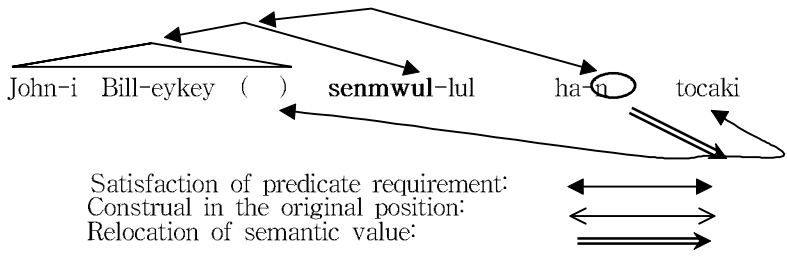 John-i Bill-eykey ( ) senmwul-lul ha-n tocaki
Satisfaction of predicate requirement:
Construal in the original position:
Relocation of semantic value: